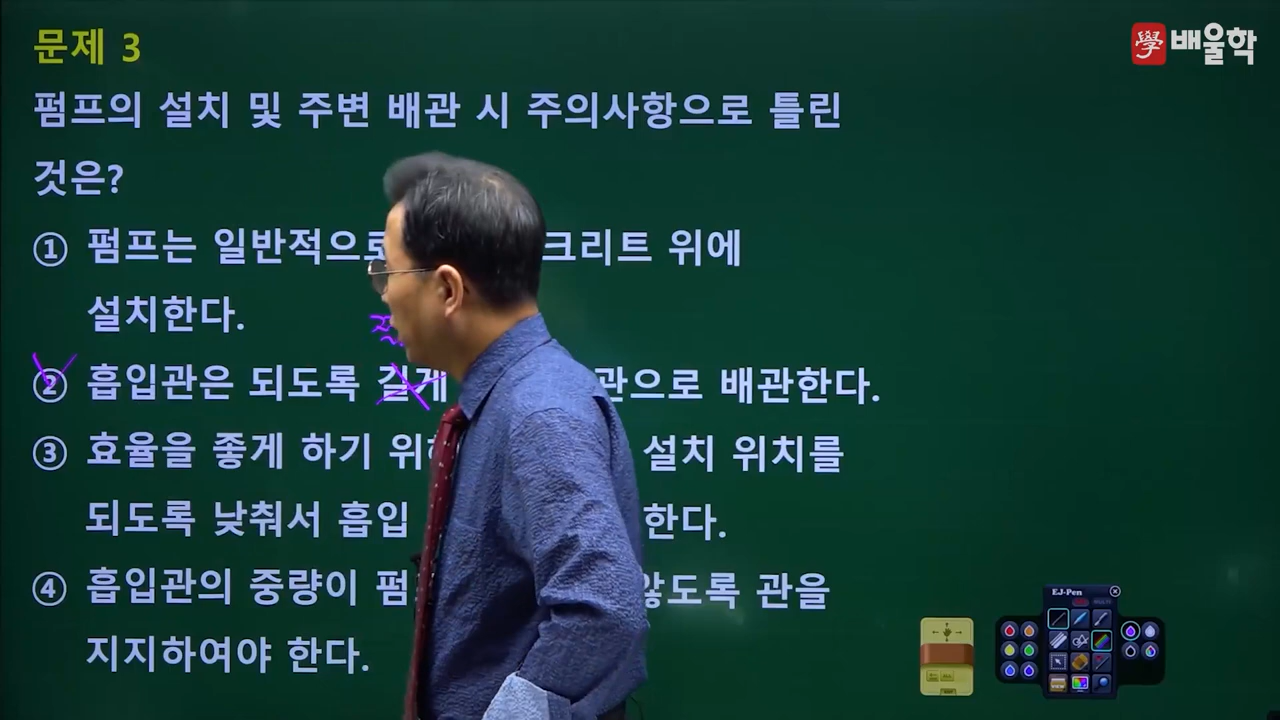 문제 3
學 배울학
펌프의 설치 및 주변 배관 시 주의사항으로 틀린
것은?
① 펌프는 일반적으로 크리트 위에
설치한다.
② 흡입관은 되도록 길게 관으로 배관한다.
③ 효율을 좋게 하기 설치 위치를
되도록 낮춰서 흡입 한다.
④ 흡입관의 중량이 않도록 관을
지지하여야 한다.
EJ-Pen